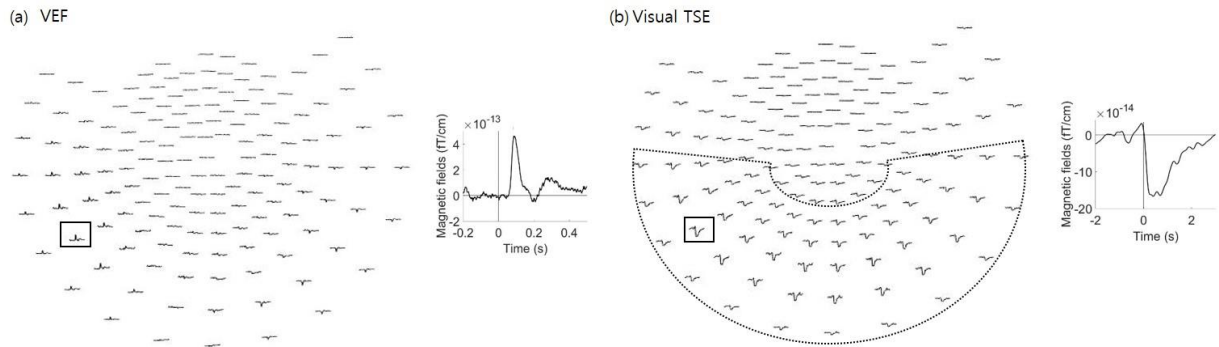 (a) VEF
×10⁻¹³
4
2
0
-2
-0.2 0 0.2 0.4
Time (s)
Magnetic fields (fT/cm)
(b) Visual TSE
×10⁻¹⁴
0
-10
-20
-2 0 2
Time (s)
Magnetic fields (fT/cm)